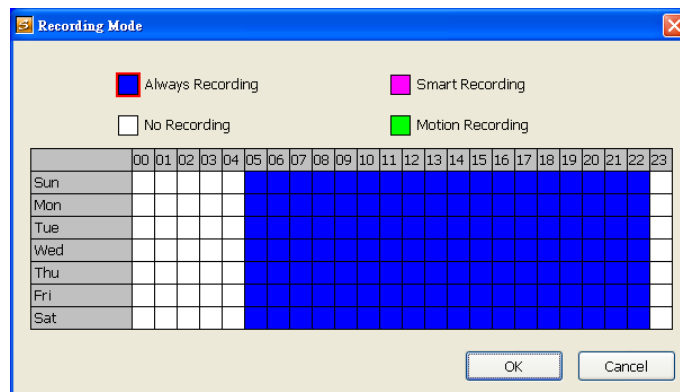 Recording Mode
Always Recording Smart Recording
No Recording Motion Recording
00 01 02 03 04 05 06 07 08 09 10 11 12 13 14 15 16 17 18 19 20 21 22 23
Sun
Mon
Tue
Wed
Thu
Fri
Sat
OK Cancel